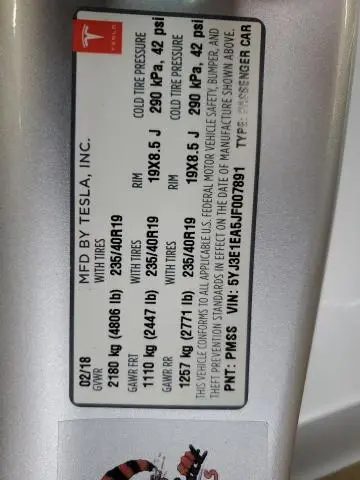 MFD BY TESLA, INC.
TESLA
02/18
GVWR WITH TIRES RIM COLD TIRE PRESSURE
2180 kg (4806 lb) 235/40R19 19X8.5 J 290 kPa, 42 psi
GAWR FRT WITH TIRES RIM COLD TIRE PRESSURE
1110 kg (2447 lb) 235/40R19 19X8.5 J 290 kPa, 42 psi
GAWR RR WITH TIRES
1257 kg (2771 lb) 235/40R19
THIS VEHICLE CONFORMS TO ALL APPLICABLE U.S. FEDERAL MOTOR VEHICLE SAFETY, BUMPER, AND
THEFT PREVENTION STANDARDS IN EFFECT ON THE DATE OF MANUFACTURE SHOWN ABOVE.
PNT: PMSS VIN: 5YJ3E1EA5JF007891 TYPE: PASSENGER CAR